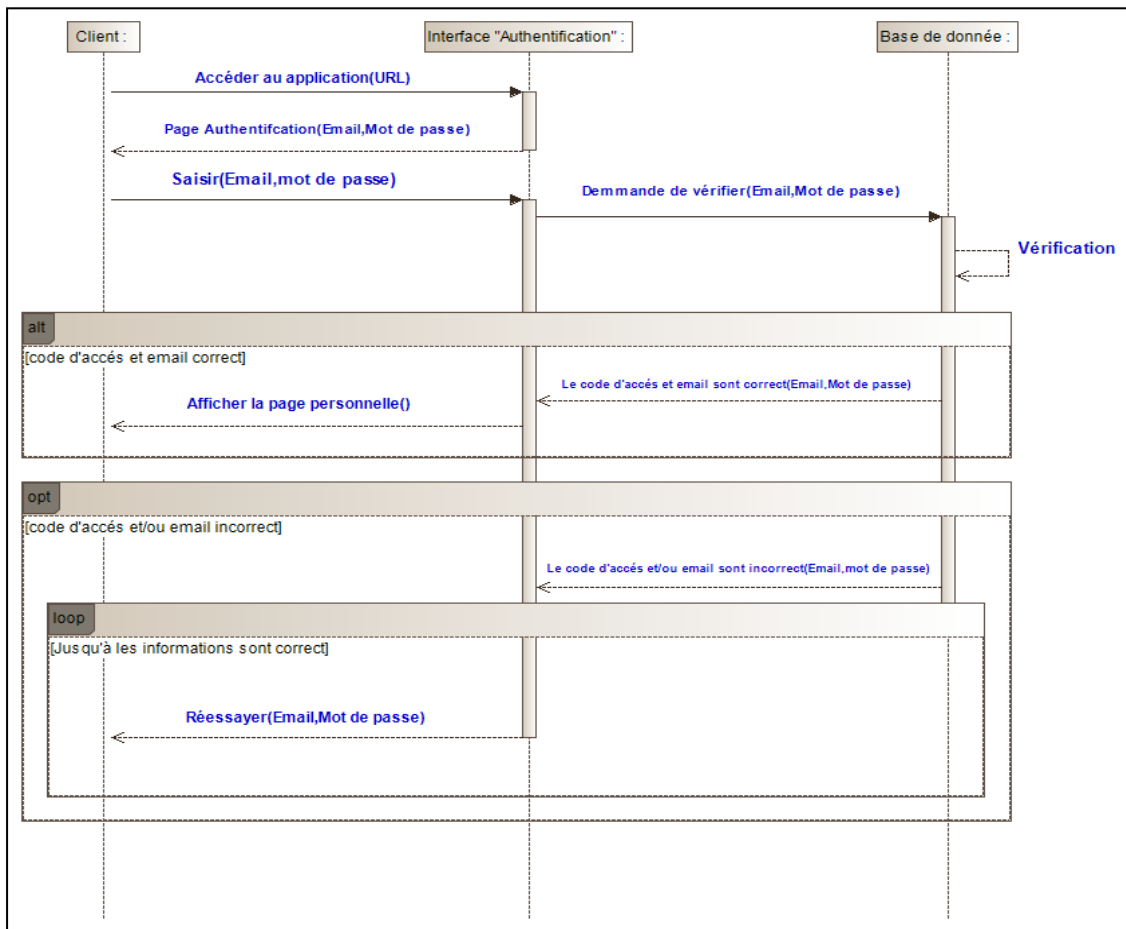 Client :
Interface "Authentification" :
Base de donnée :
Accéder au application(URL)
Page Authentifcation(Email,Mot de passe)
Saisir(Email,mot de passe)
Demmande de vérifier(Email,Mot de passe)
Vérification
alt
[code d'accés et email correct]
Le code d'accés et email sont correct(Email,Mot de passe)
Afficher la page personnelle()
opt
[code d'accés et/ou email incorrect]
Le code d'accés et/ou email sont incorrect(Email,mot de passe)
loop
[Jusqu'à les informations sont correct]
Réessayer(Email,Mot de passe)